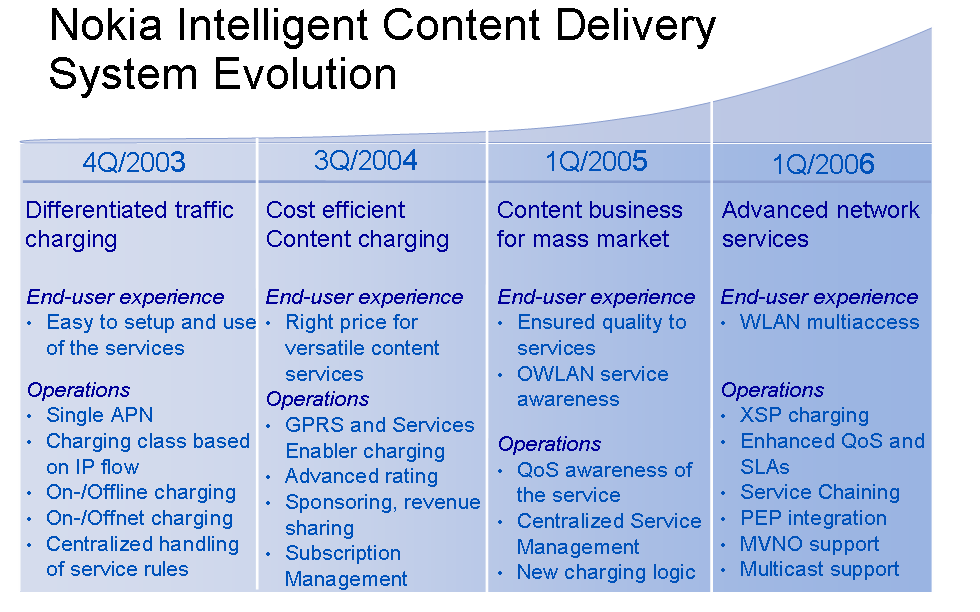 Nokia Intelligent Content Delivery
System Evolution
4Q/2003
Differentiated traffic
charging
End-user experience
• Easy to setup and use
of the services
Operations
• Single APN
• Charging class based
on IP flow
• On-/Offline charging
• On-/Offnet charging
• Centralized handling
of service rules
3Q/2004
Cost efficient
Content charging
End-user experience
• Right price for
versatile content
services
Operations
• GPRS and Services
Enabler charging
• Advanced rating
• Sponsoring, revenue
sharing
• Subscription
Management
1Q/2005
Content business
for mass market
End-user experience
• Ensured quality to
services
• OWLAN service
awareness
Operations
• QoS awareness of
the service
• Centralized Service
Management
• New charging logic
1Q/2006
Advanced network
services
End-user experience
• WLAN multiaccess
Operations
• XSP charging
• Enhanced QoS and
SLAs
• Service Chaining
• PEP integration
• MVNO support
• Multicast support